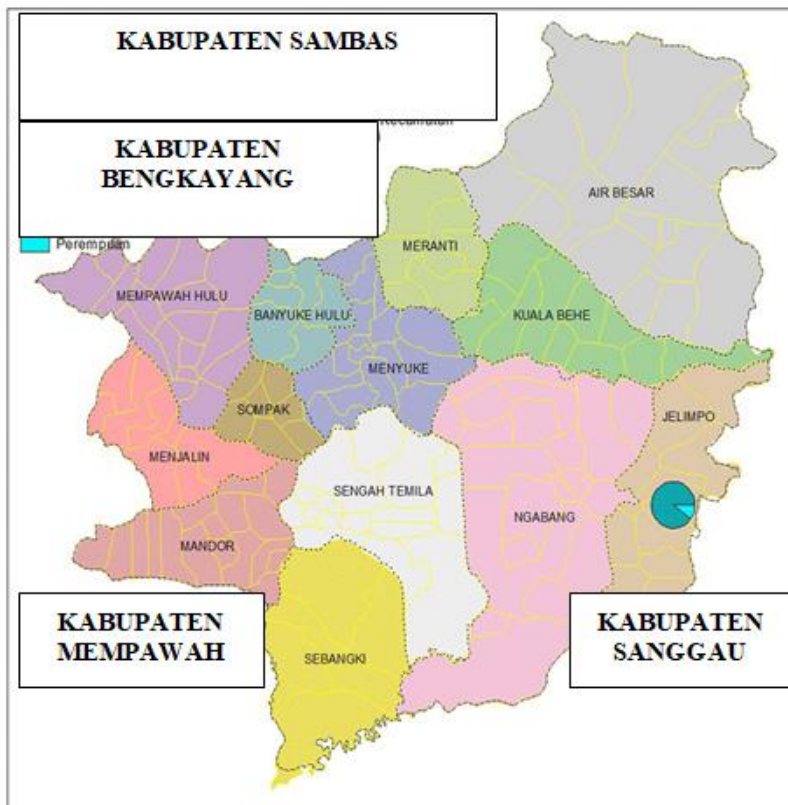 KABUPATEN SAMBAS
KABUPATEN
BENGKAYANG
Perempuan
AIR BESAR
MERANTI
MEMPAWAH HULU
BANYUKE HULU
KUALA BEHE
MENYUKE
SOMPAK
JELIMPO
MENJALIN
SENGAH TEMILA
NGABANG
MANDOR
KABUPATEN
MEMPAWAH
KABUPATEN
SANGGAU
SEBANGKI